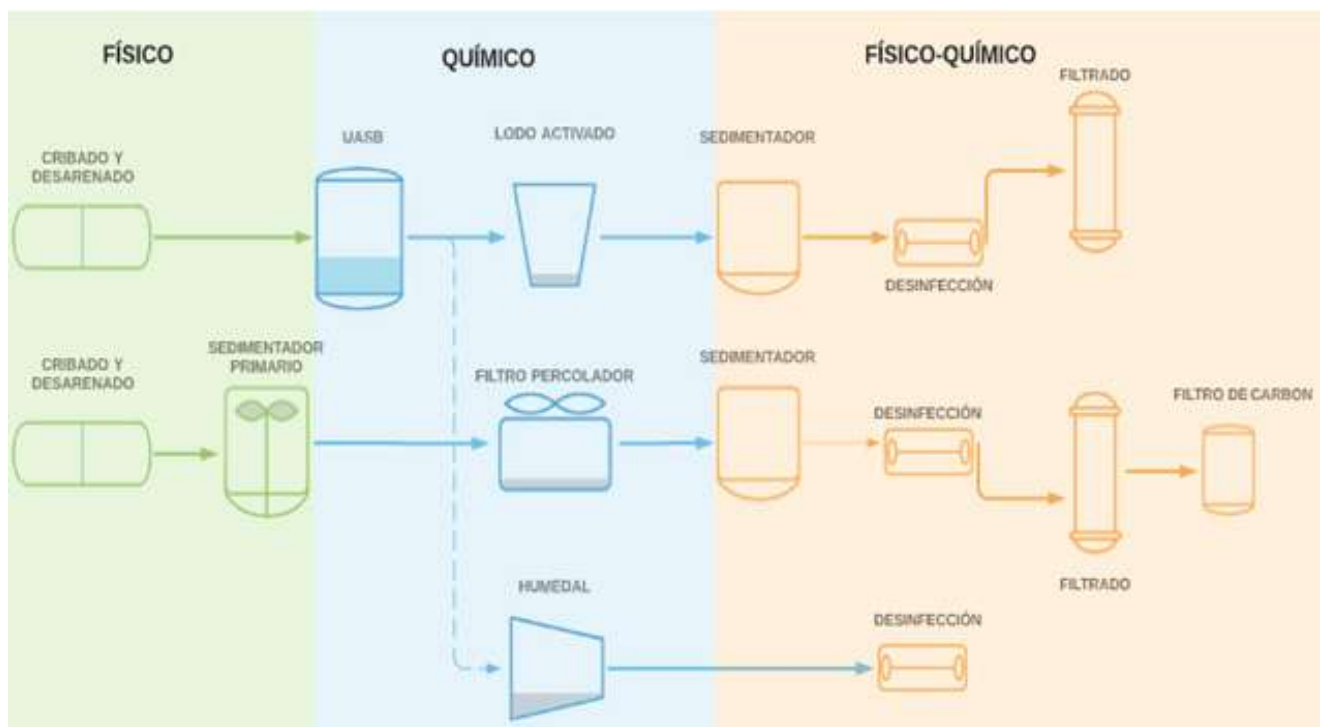 FÍSICO
QUÍMICO
FÍSICO-QUÍMICO
FILTRADO
UASB
LODO ACTIVADO
SEDIMENTADOR
CRIBADO Y
DESARENADO
DESINFECCIÓN
SEDIMENTADOR
PRIMARIO
CRIBADO Y
DESARENADO
FILTRO PERCOLADOR
SEDIMENTADOR
DESINFECCIÓN
FILTRO DE CARBON
HUMEDAL
FILTRADO
DESINFECCIÓN